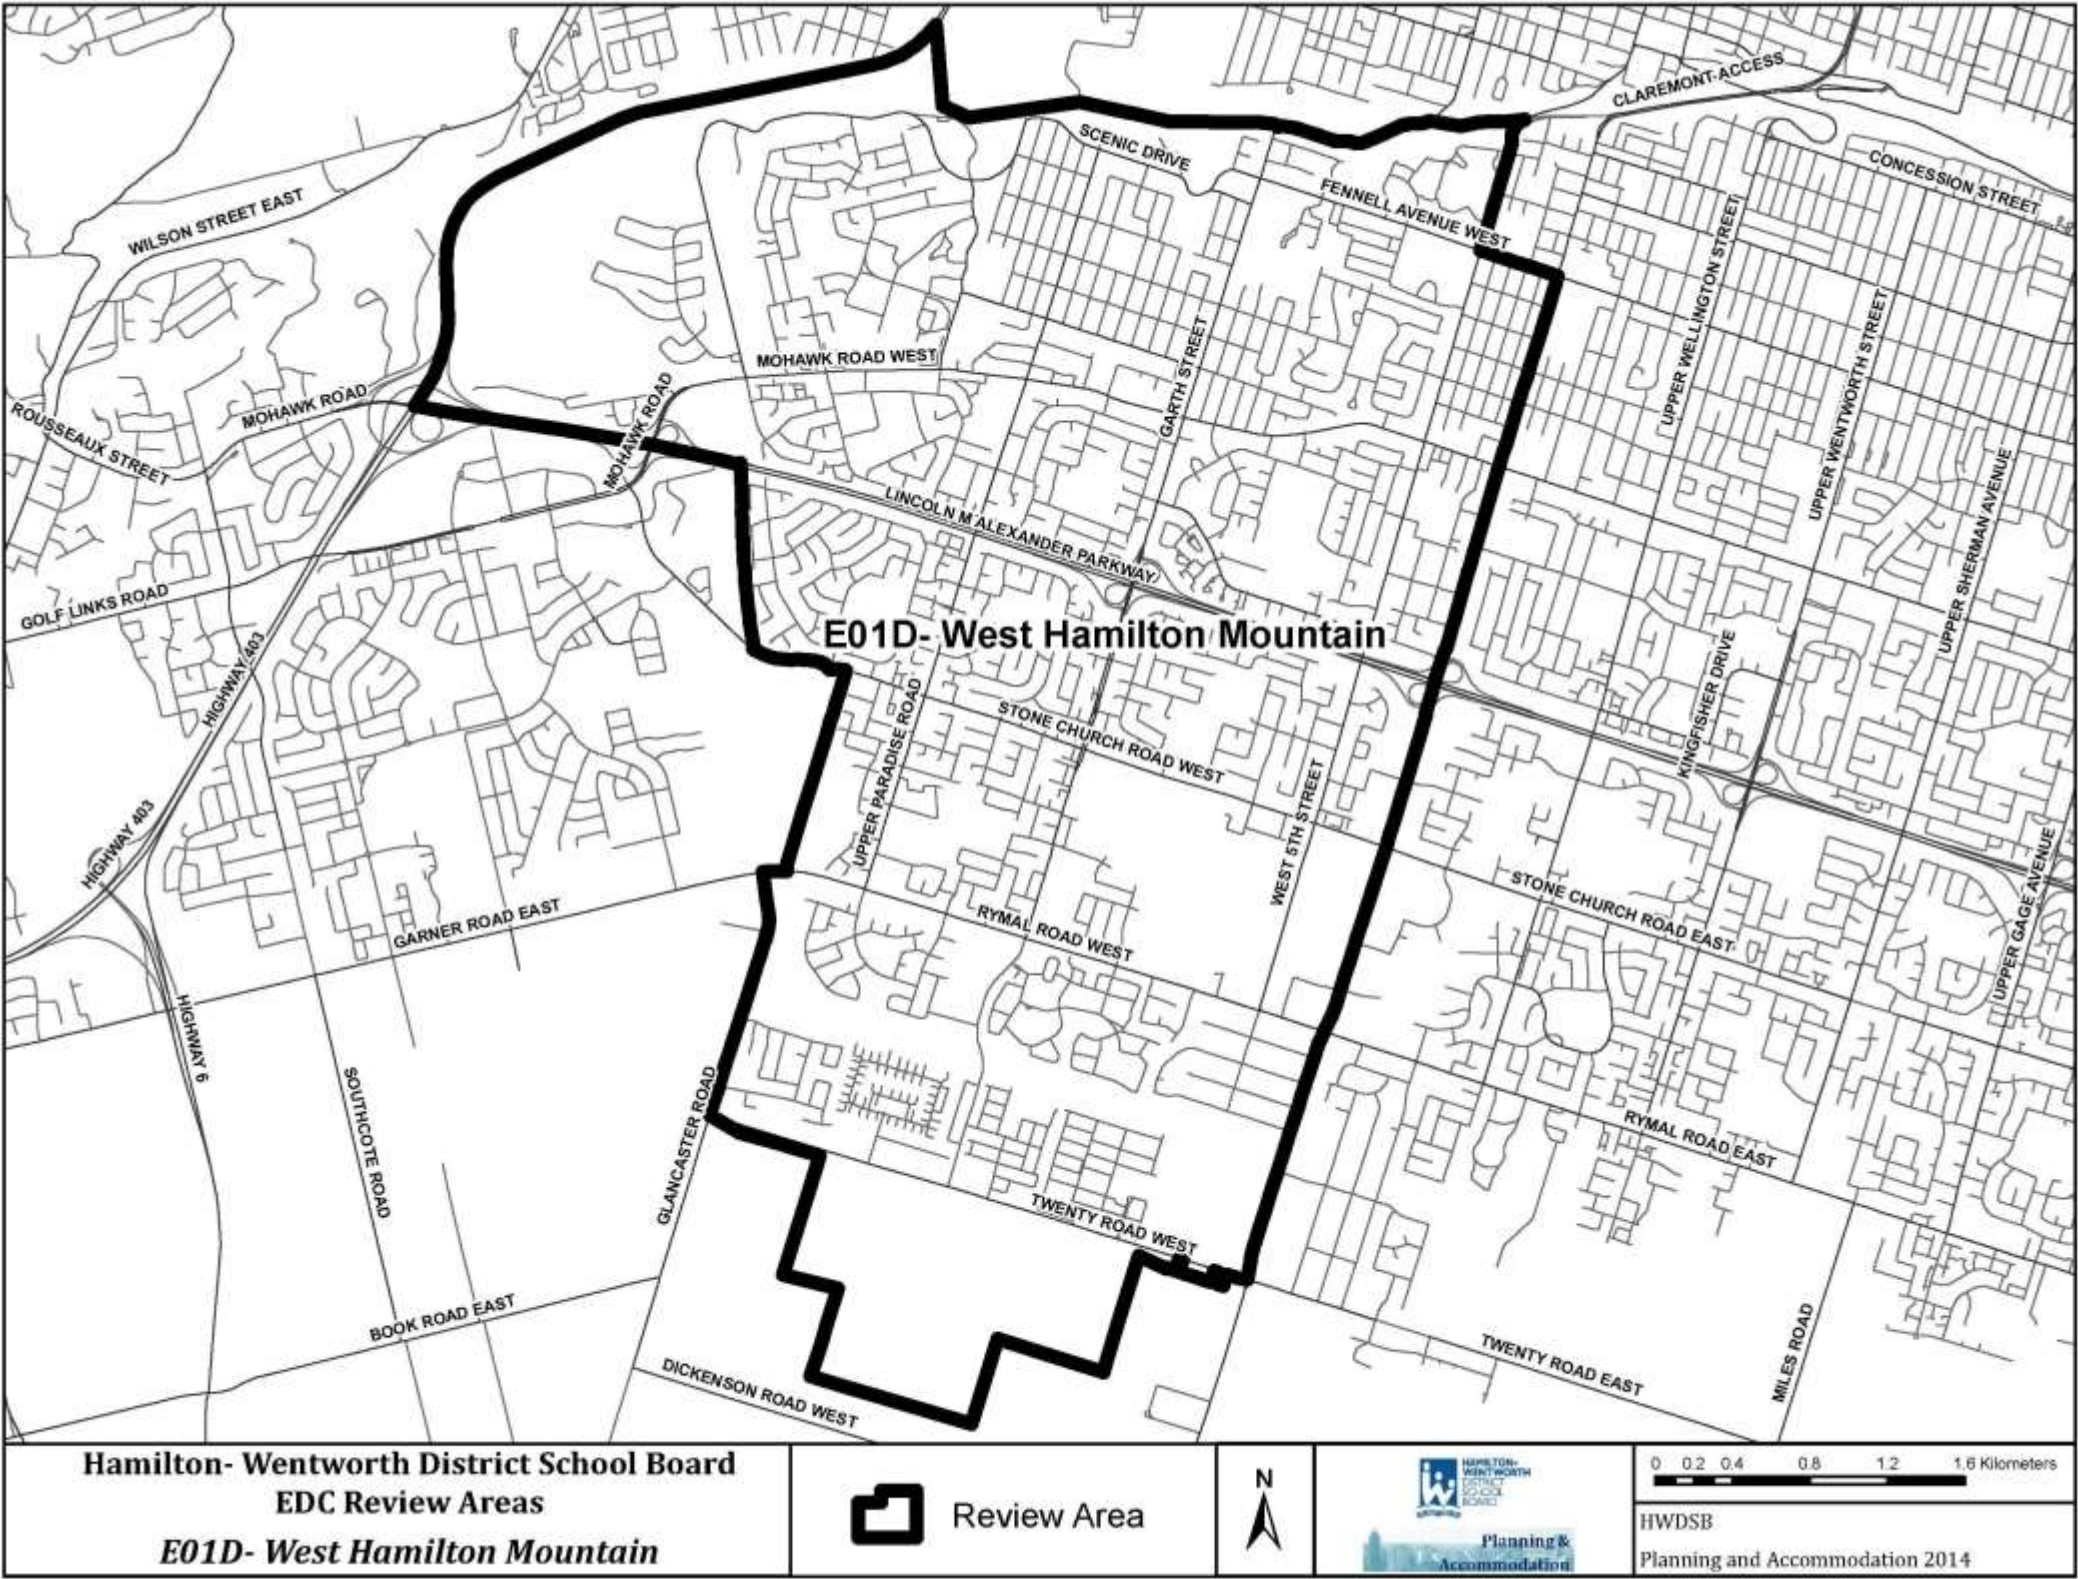 CLAREMONT ACCESS
SCENIC DRIVE
CONCESSION STREET
FENNELL AVENUE WEST
WILSON STREET EAST
UPPER WELLINGTON STREET
UPPER WENTWORTH STREET
MOHAWK ROAD WEST
GARTH STREET
MOHAWK ROAD
MOHAWK ROAD
ROUSSEAUX STREET
UPPER SHERMAN AVENUE
LINCOLN M ALEXANDER PARKWAY
GOLF LINKS ROAD
E01D- West Hamilton Mountain
HIGHWAY 403
KINGFISHER DRIVE
UPPER PARADISE ROAD
STONE CHURCH ROAD WEST
WEST 5TH STREET
HIGHWAY 403
UPPER GAGE AVENUE
STONE CHURCH ROAD EAST
GARNER ROAD EAST
RYMAL ROAD WEST
HIGHWAY 6
SOUTHCOTE ROAD
GLANCASTER ROAD
RYMAL ROAD EAST
TWENTY ROAD WEST
BOOK ROAD EAST
TWENTY ROAD EAST
MILES ROAD
DICKENSON ROAD WEST
Hamilton- Wentworth District School Board
EDC Review Areas
E01D- West Hamilton Mountain
Review Area
N
HAMILTON-
WENTWORTH
DISTRICT
SCHOOL
BOARD
Planning &
Accommodation
0 0.2 0.4 0.8 1.2 1.6 Kilometers
HWDSB
Planning and Accommodation 2014